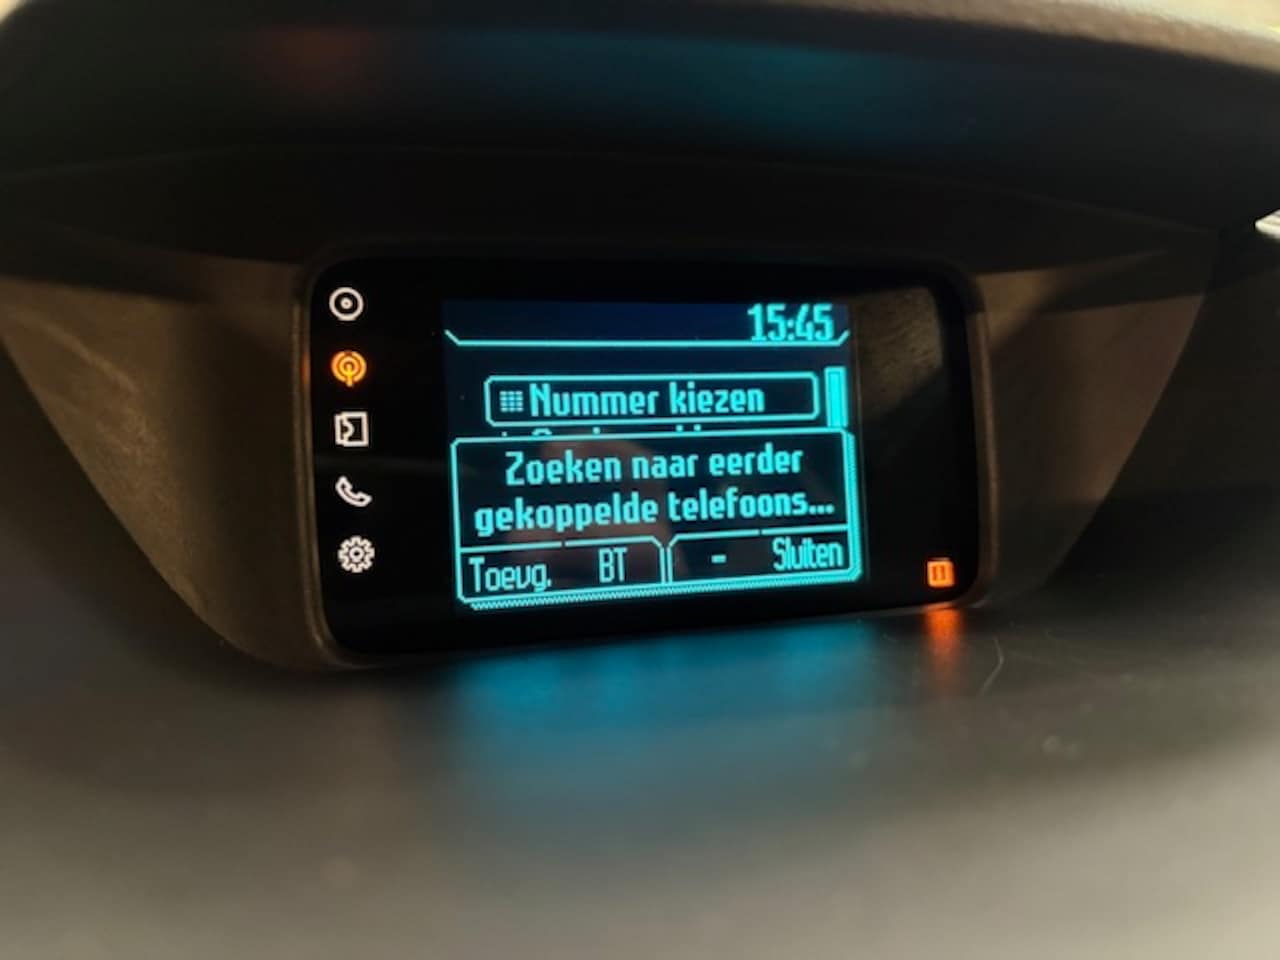 15:45
Nummer kiezen
Zoeken naar eerder
gekoppelde telefoons...
Toevg. BT - Sluiten